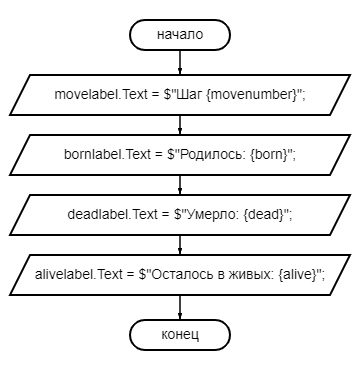 начало
movelabel.Text = $"Шаг {movenumber}";
bornlabel.Text = $"Родилось: {born}";
deadlabel.Text = $"Умерло: {dead}";
alivelabel.Text = $"Осталось в живых: {alive}";
конец